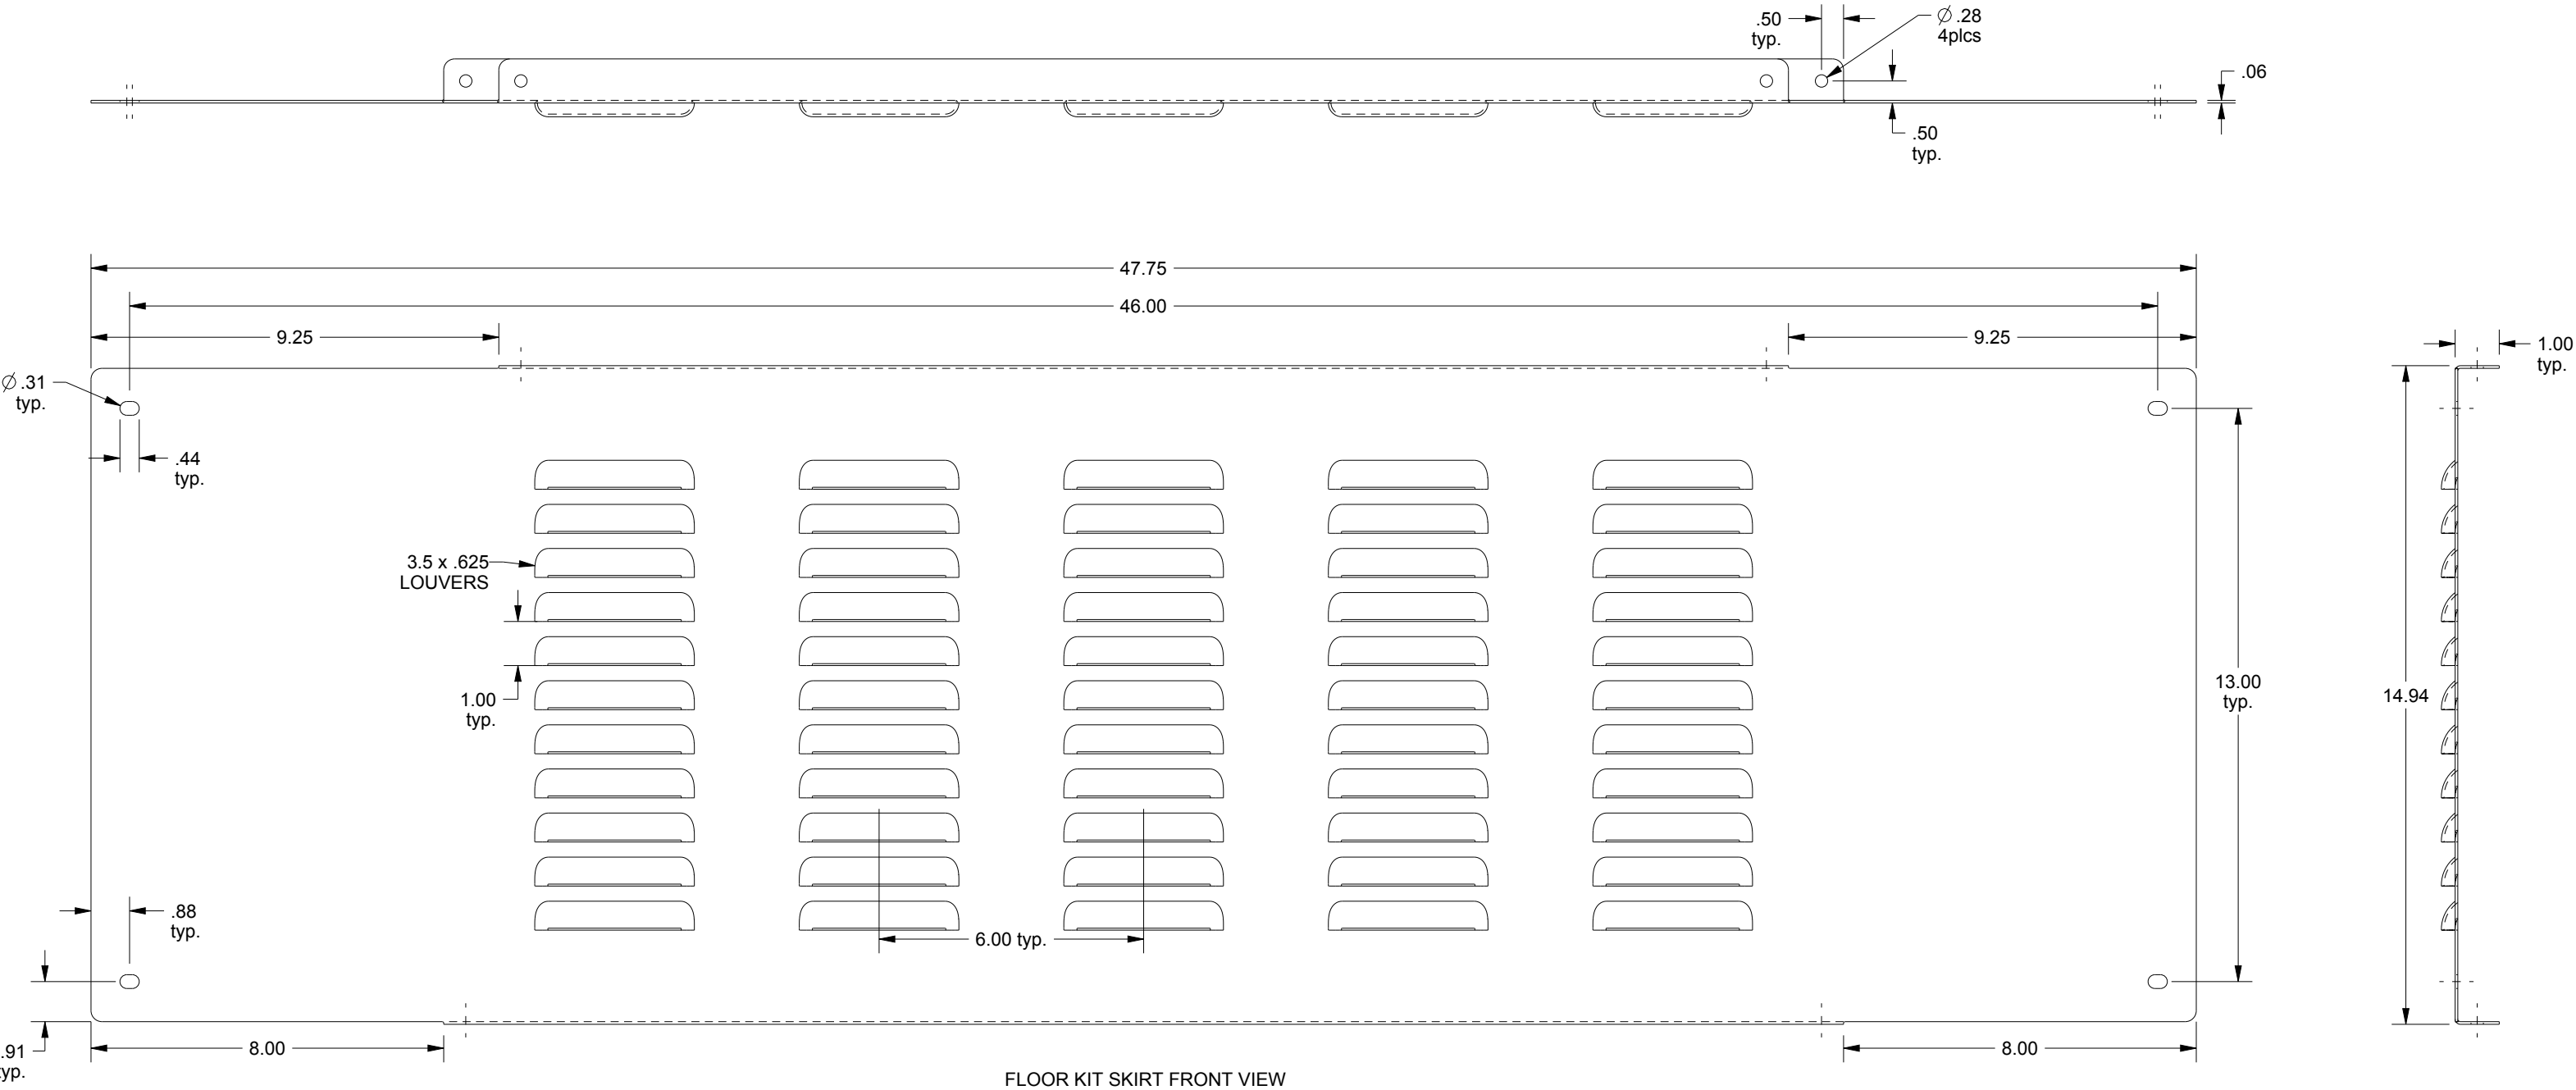 .50
typ.
∅.28
4plcs
.06
.50
typ.
47.75
46.00
9.25
9.25
1.00
typ.
∅.31
typ.
.44
typ.
3.5 x .625
LOUVERS
1.00
typ.
13.00
typ.
14.94
.88
typ.
6.00 typ.
.91
typ.
8.00
8.00
FLOOR KIT SKIRT FRONT VIEW